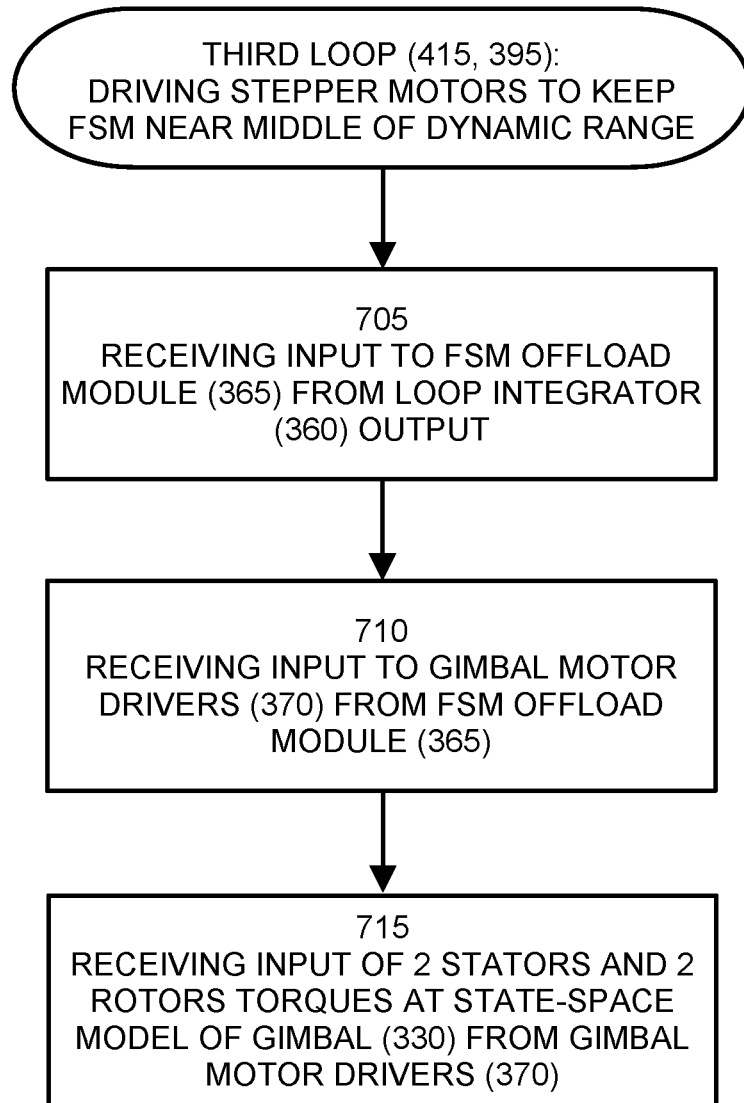 THIRD LOOP (415, 395):
DRIVING STEPPER MOTORS TO KEEP
FSM NEAR MIDDLE OF DYNAMIC RANGE
705
RECEIVING INPUT TO FSM OFFLOAD
MODULE (365) FROM LOOP INTEGRATOR
(360) OUTPUT
710
RECEIVING INPUT TO GIMBAL MOTOR
DRIVERS (370) FROM FSM OFFLOAD
MODULE (365)
715
RECEIVING INPUT OF 2 STATORS AND 2
ROTORS TORQUES AT STATE-SPACE
MODEL OF GIMBAL (330) FROM GIMBAL
MOTOR DRIVERS (370)